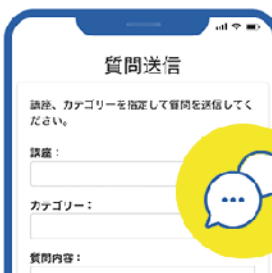 質問送信
講座、カテゴリーを指定して質問を送信してく
ださい。
講座：
カテゴリー：
質問内容：